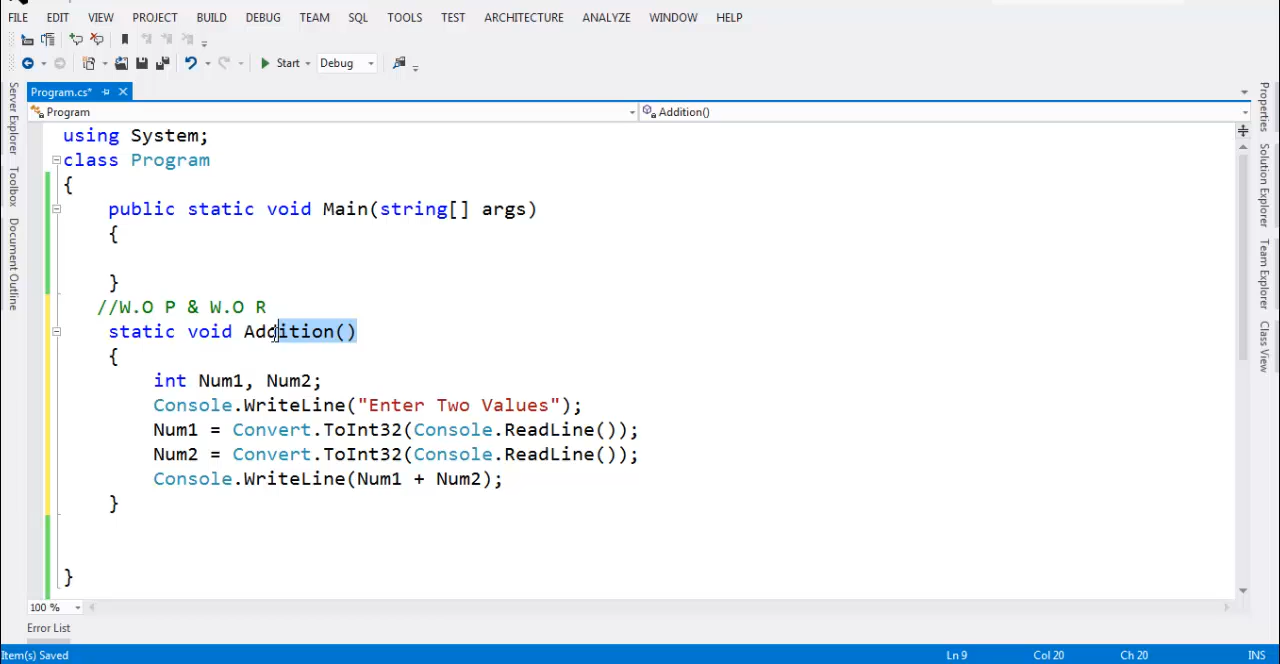 FILE EDIT VIEW PROJECT BUILD DEBUG TEAM SQL TOOLS TEST ARCHITECTURE ANALYZE WINDOW HELP
Start Debug
Program.cs*
Program Addition()
using System;
class Program
{
public static void Main(string[] args)
{
}
//W.O P & W.O R
static void Addition()
{
int Num1, Num2;
Console.WriteLine("Enter Two Values");
Num1 = Convert.ToInt32(Console.ReadLine());
Num2 = Convert.ToInt32(Console.ReadLine());
Console.WriteLine(Num1 + Num2);
}
}
100 %
Error List
Item(s) Saved Ln 9 Col 20 Ch 20 INS
Server Explorer
Toolbox
Document Outline
Properties
Solution Explorer
Team Explorer
Class View